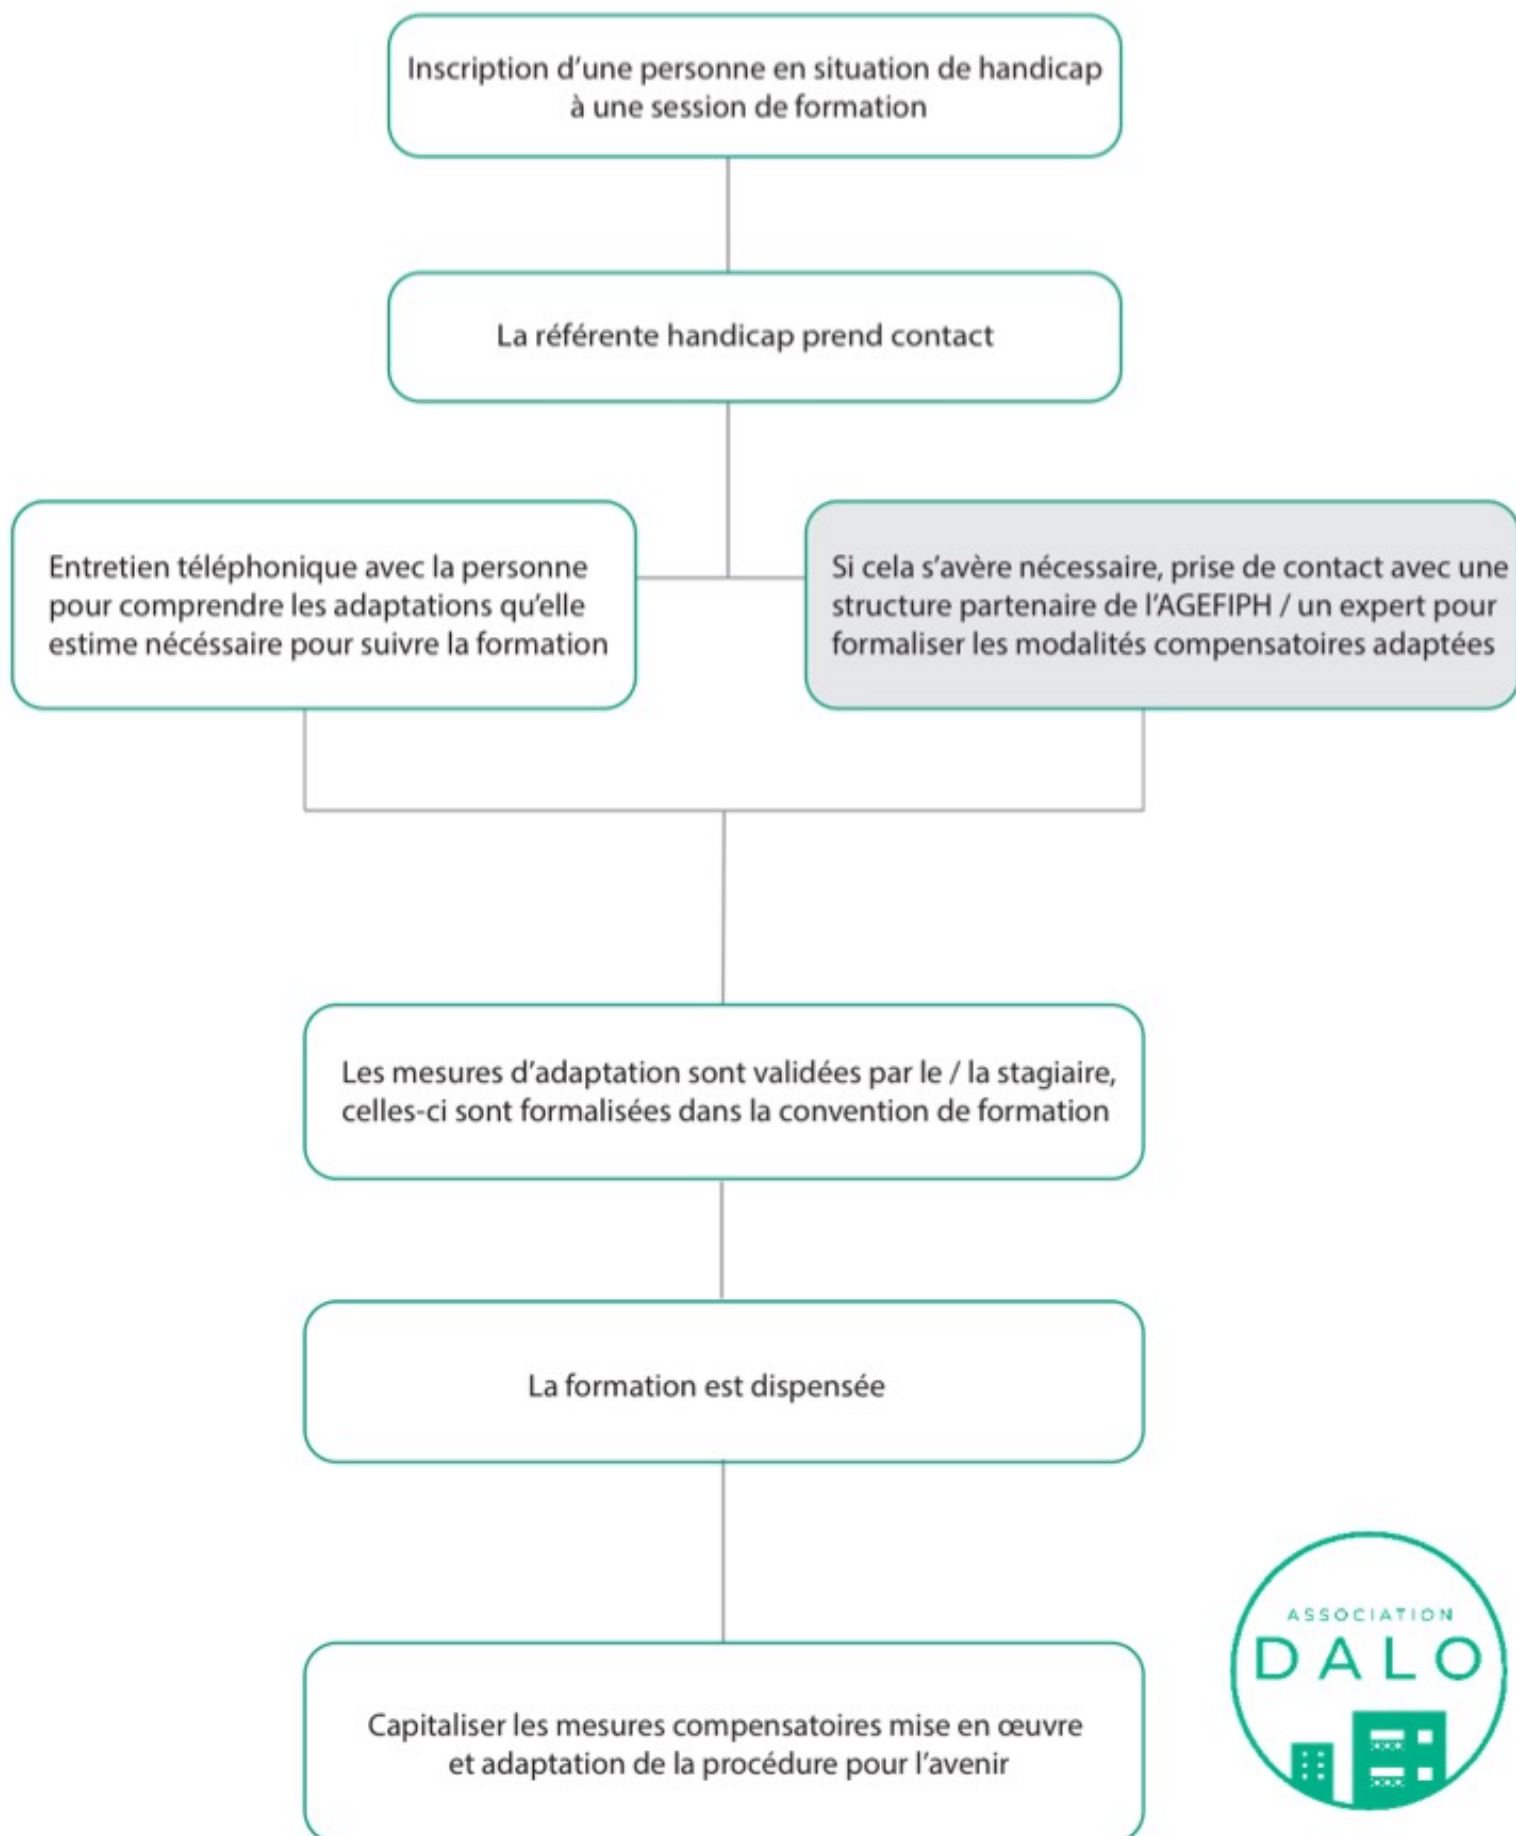 Inscription d'une personne en situation de handicap
à une session de formation
La référente handicap prend contact
Entretien téléphonique avec la personne
pour comprendre les adaptations qu'elle
estime nécéssaire pour suivre la formation
Si cela s'avère nécessaire, prise de contact avec une
structure partenaire de l'AGEFIPH / un expert pour
formaliser les modalités compensatoires adaptées
Les mesures d'adaptation sont validées par le / la stagiaire,
celles-ci sont formalisées dans la convention de formation
La formation est dispensée
Capitaliser les mesures compensatoires mise en œuvre
et adaptation de la procédure pour l'avenir
ASSOCIATION
DALO